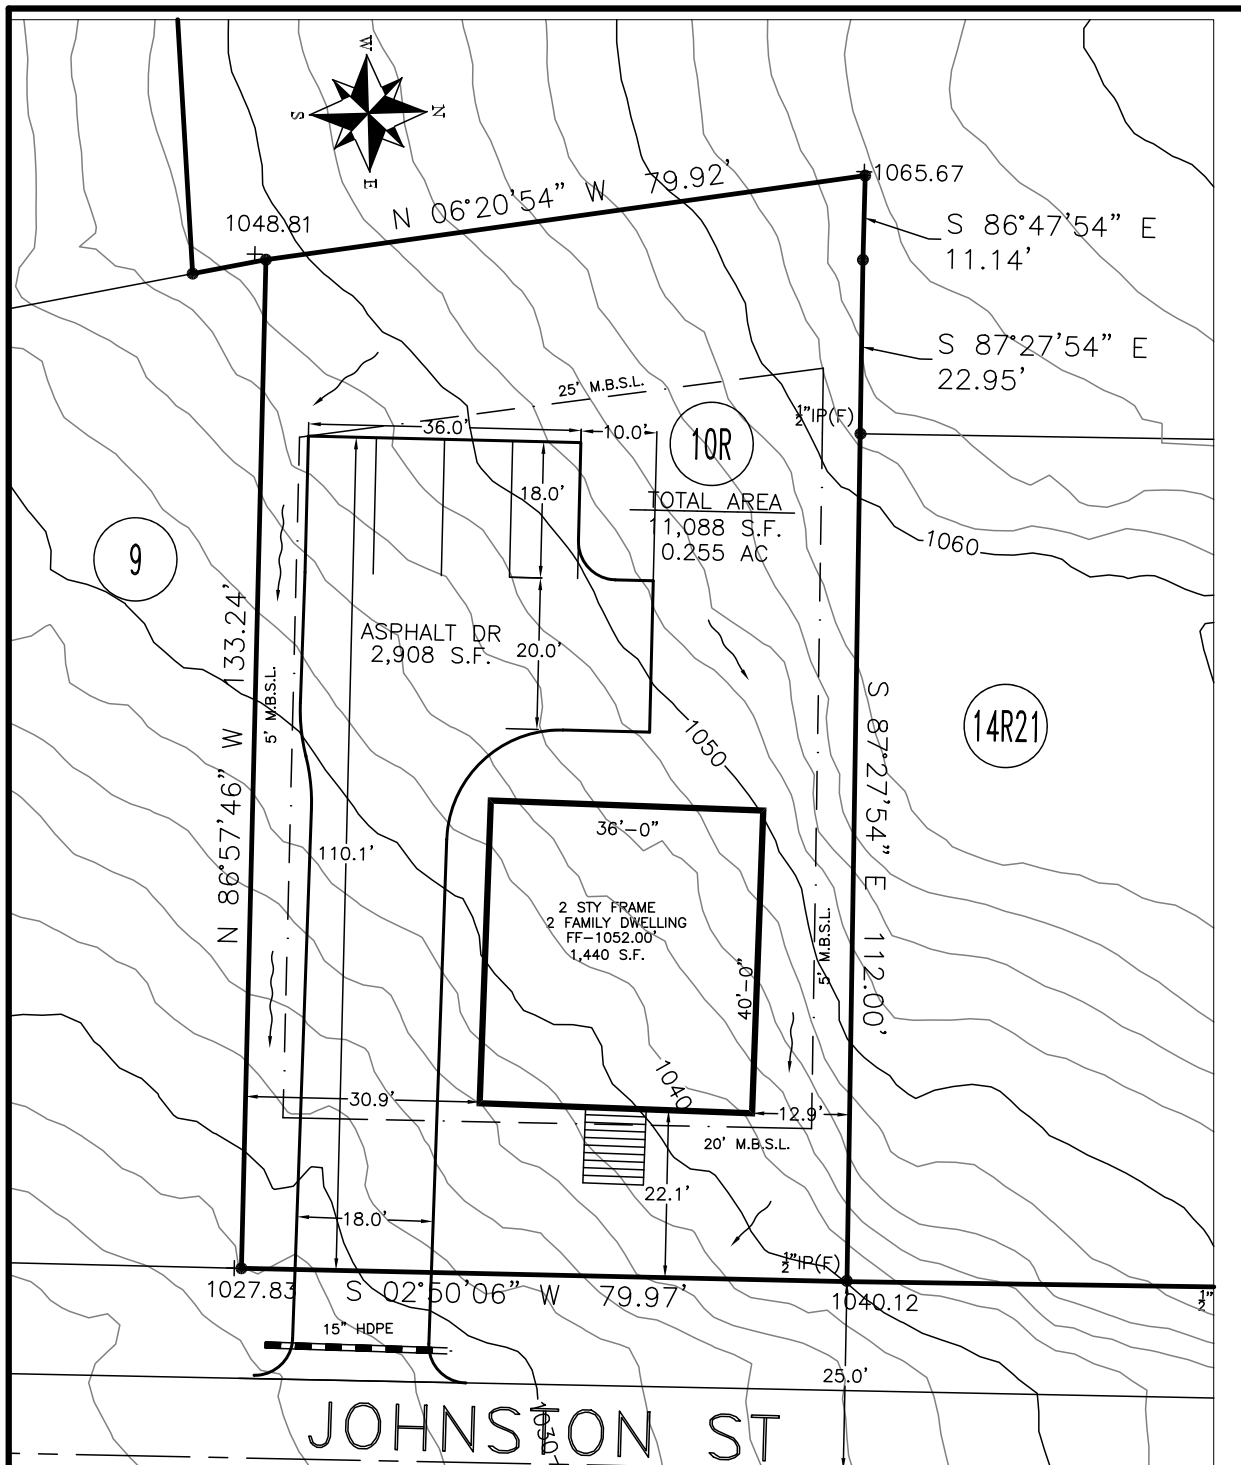 W
S
N
E
N 06°20'54" W 79.92'
1065.67
1048.81
S 86°47'54" E
11.14'
S 87°27'54" E
22.95'
25' M.B.S.L.
½"IP(F)
36.0'
10.0'
10R
18.0'
TOTAL AREA
11,088 S.F.
0.255 AC
1060
9
ASPHALT DR
2,908 S.F.
20.0'
N 86°57'46" W 133.24'
5' M.B.S.L.
S 87°27'54" E 112.00'
14R21
1050
36'-0"
110.1'
2 STY FRAME
2 FAMILY DWELLING
FF-1052.00'
1,440 S.F.
40'-0"
5' M.B.S.L.
1040
30.9'
12.9'
20' M.B.S.L.
22.1'
18.0'
½"IP(F)
1027.83
S 02°50'06" W 79.97'
1040.12
½"
15" HDPE
25.0'
1030
JOHNSTON ST